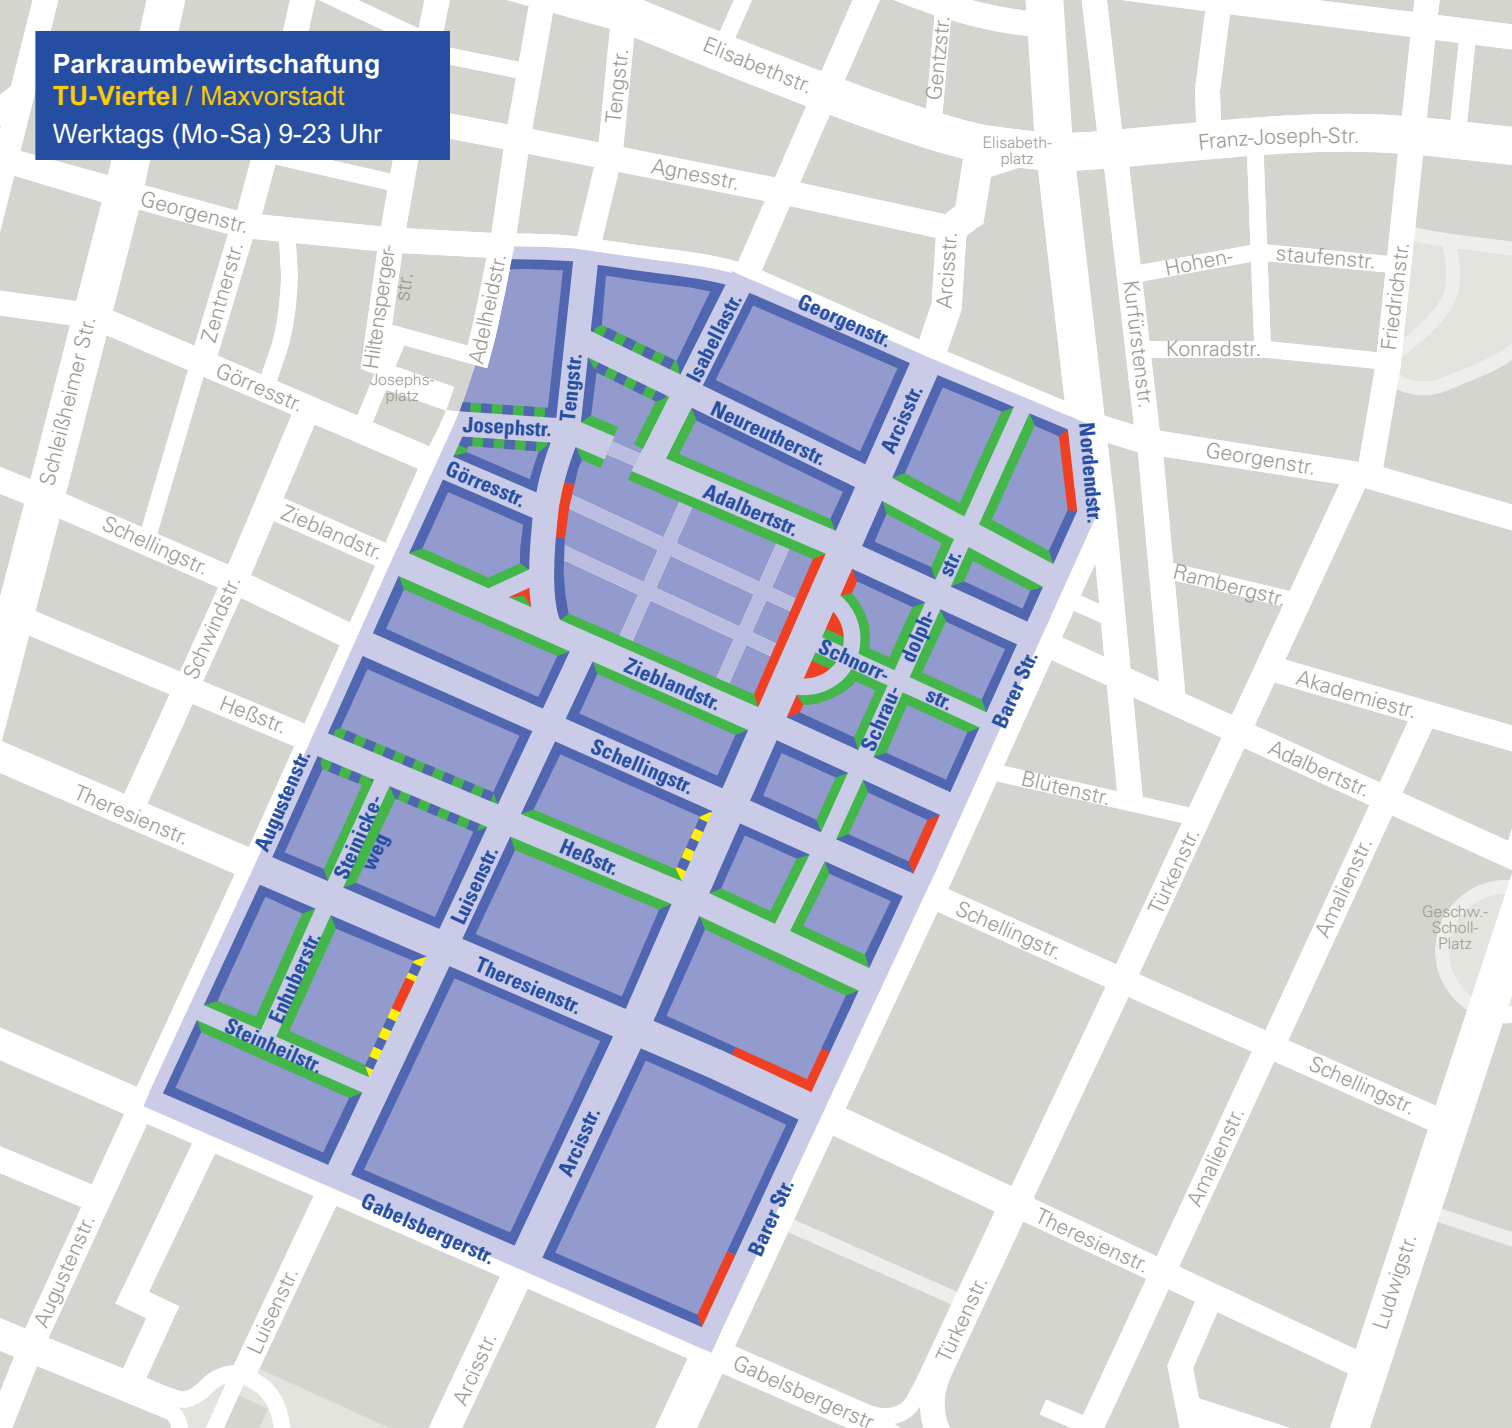 Parkraumbewirtschaftung
TU-Viertel / Maxvorstadt
Werktags (Mo-Sa) 9-23 Uhr
Elisabethstr.
Gentzstr.
Tengstr.
Elisabeth-
platz
Franz-Joseph-Str.
Agnesstr.
Georgenstr.
Zentnerstr.
Hiltensperger-
str.
Adelheidstr.
Arcisstr.
Hohen-
staufenstr.
Kurfürstenstr.
Friedrichstr.
Konradstr.
Schleißheimer Str.
Görresstr.
Josephs-
platz
Georgenstr.
Isabellastr.
Tengstr.
Josephstr.
Neureutherstr.
Arcisstr.
Nordendstr.
Georgenstr.
Görresstr.
Adalbertstr.
Zieblandstr.
Schellingstr.
Schwindstr.
Rambergstr.
str.
dolph-
Schrau-
Schnorr-
str.
Barer Str.
Akademiestr.
Zieblandstr.
Heßstr.
Schellingstr.
Adalbertstr.
Blütenstr.
Theresienstr.
Augustenstr.
Steinicke-
weg
Luisenstr.
Heßstr.
Türkenstr.
Amalienstr.
Geschw.-
Scholl-
Platz
Schellingstr.
Enhuberstr.
Theresienstr.
Steinheilstr.
Schellingstr.
Arcisstr.
Barer Str.
Amalienstr.
Gabelsbergerstr.
Theresienstr.
Augustenstr.
Luisenstr.
Arcisstr.
Türkenstr.
Ludwigstr.
Gabelsbergerstr